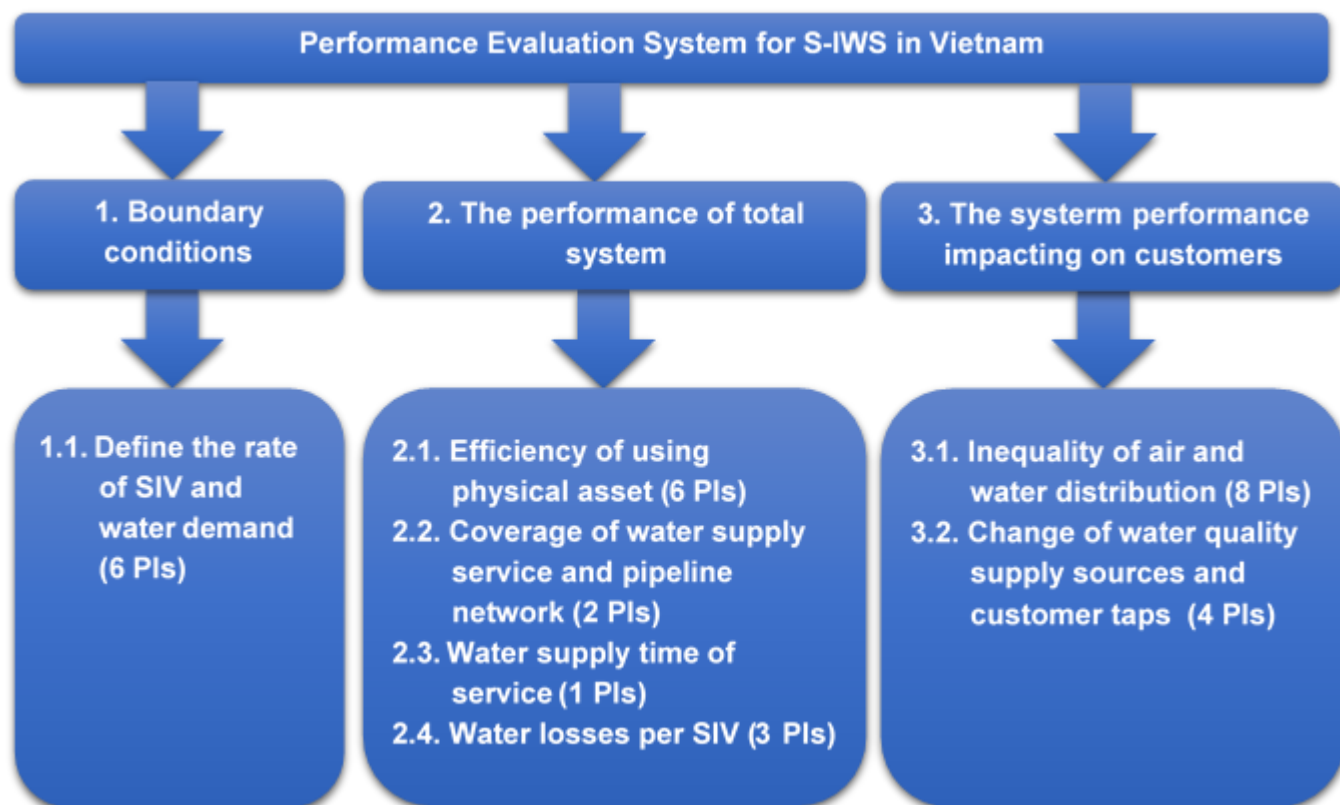 Performance Evaluation System for S-IWS in Vietnam
1. Boundary
conditions
2. The performance of total
system
3. The systerm performance
impacting on customers
1.1. Define the rate
of SIV and
water demand
(6 PIs)
2.1. Efficiency of using
physical asset (6 PIs)
2.2. Coverage of water supply
service and pipeline
network (2 PIs)
2.3. Water supply time of
service (1 PIs)
2.4. Water losses per SIV (3 PIs)
3.1. Inequality of air and
water distribution (8 PIs)
3.2. Change of water quality
supply sources and
customer taps (4 PIs)